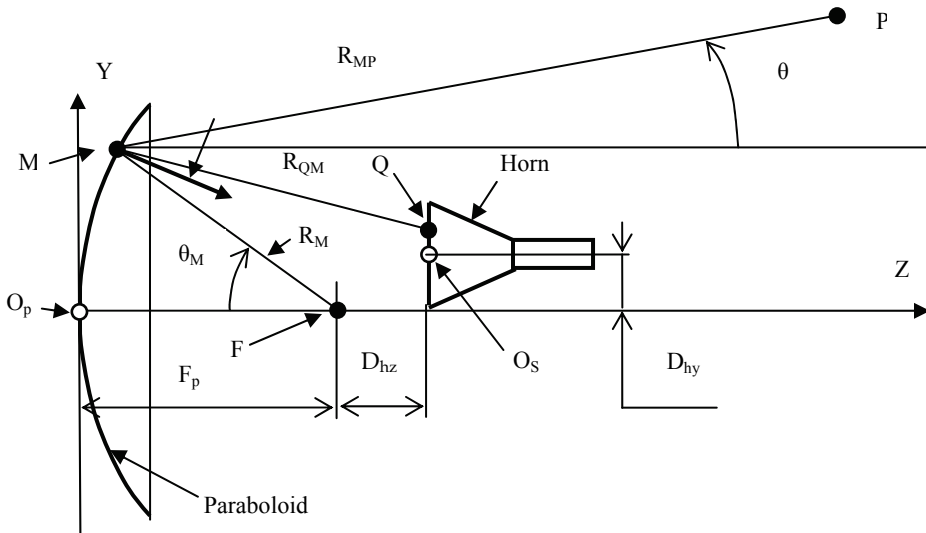 P
R_MP
θ
Y
M
R_QM
Q
Horn
θ_M
R_M
Z
O_p
F
D_hz
O_S
D_hy
F_p
Paraboloid